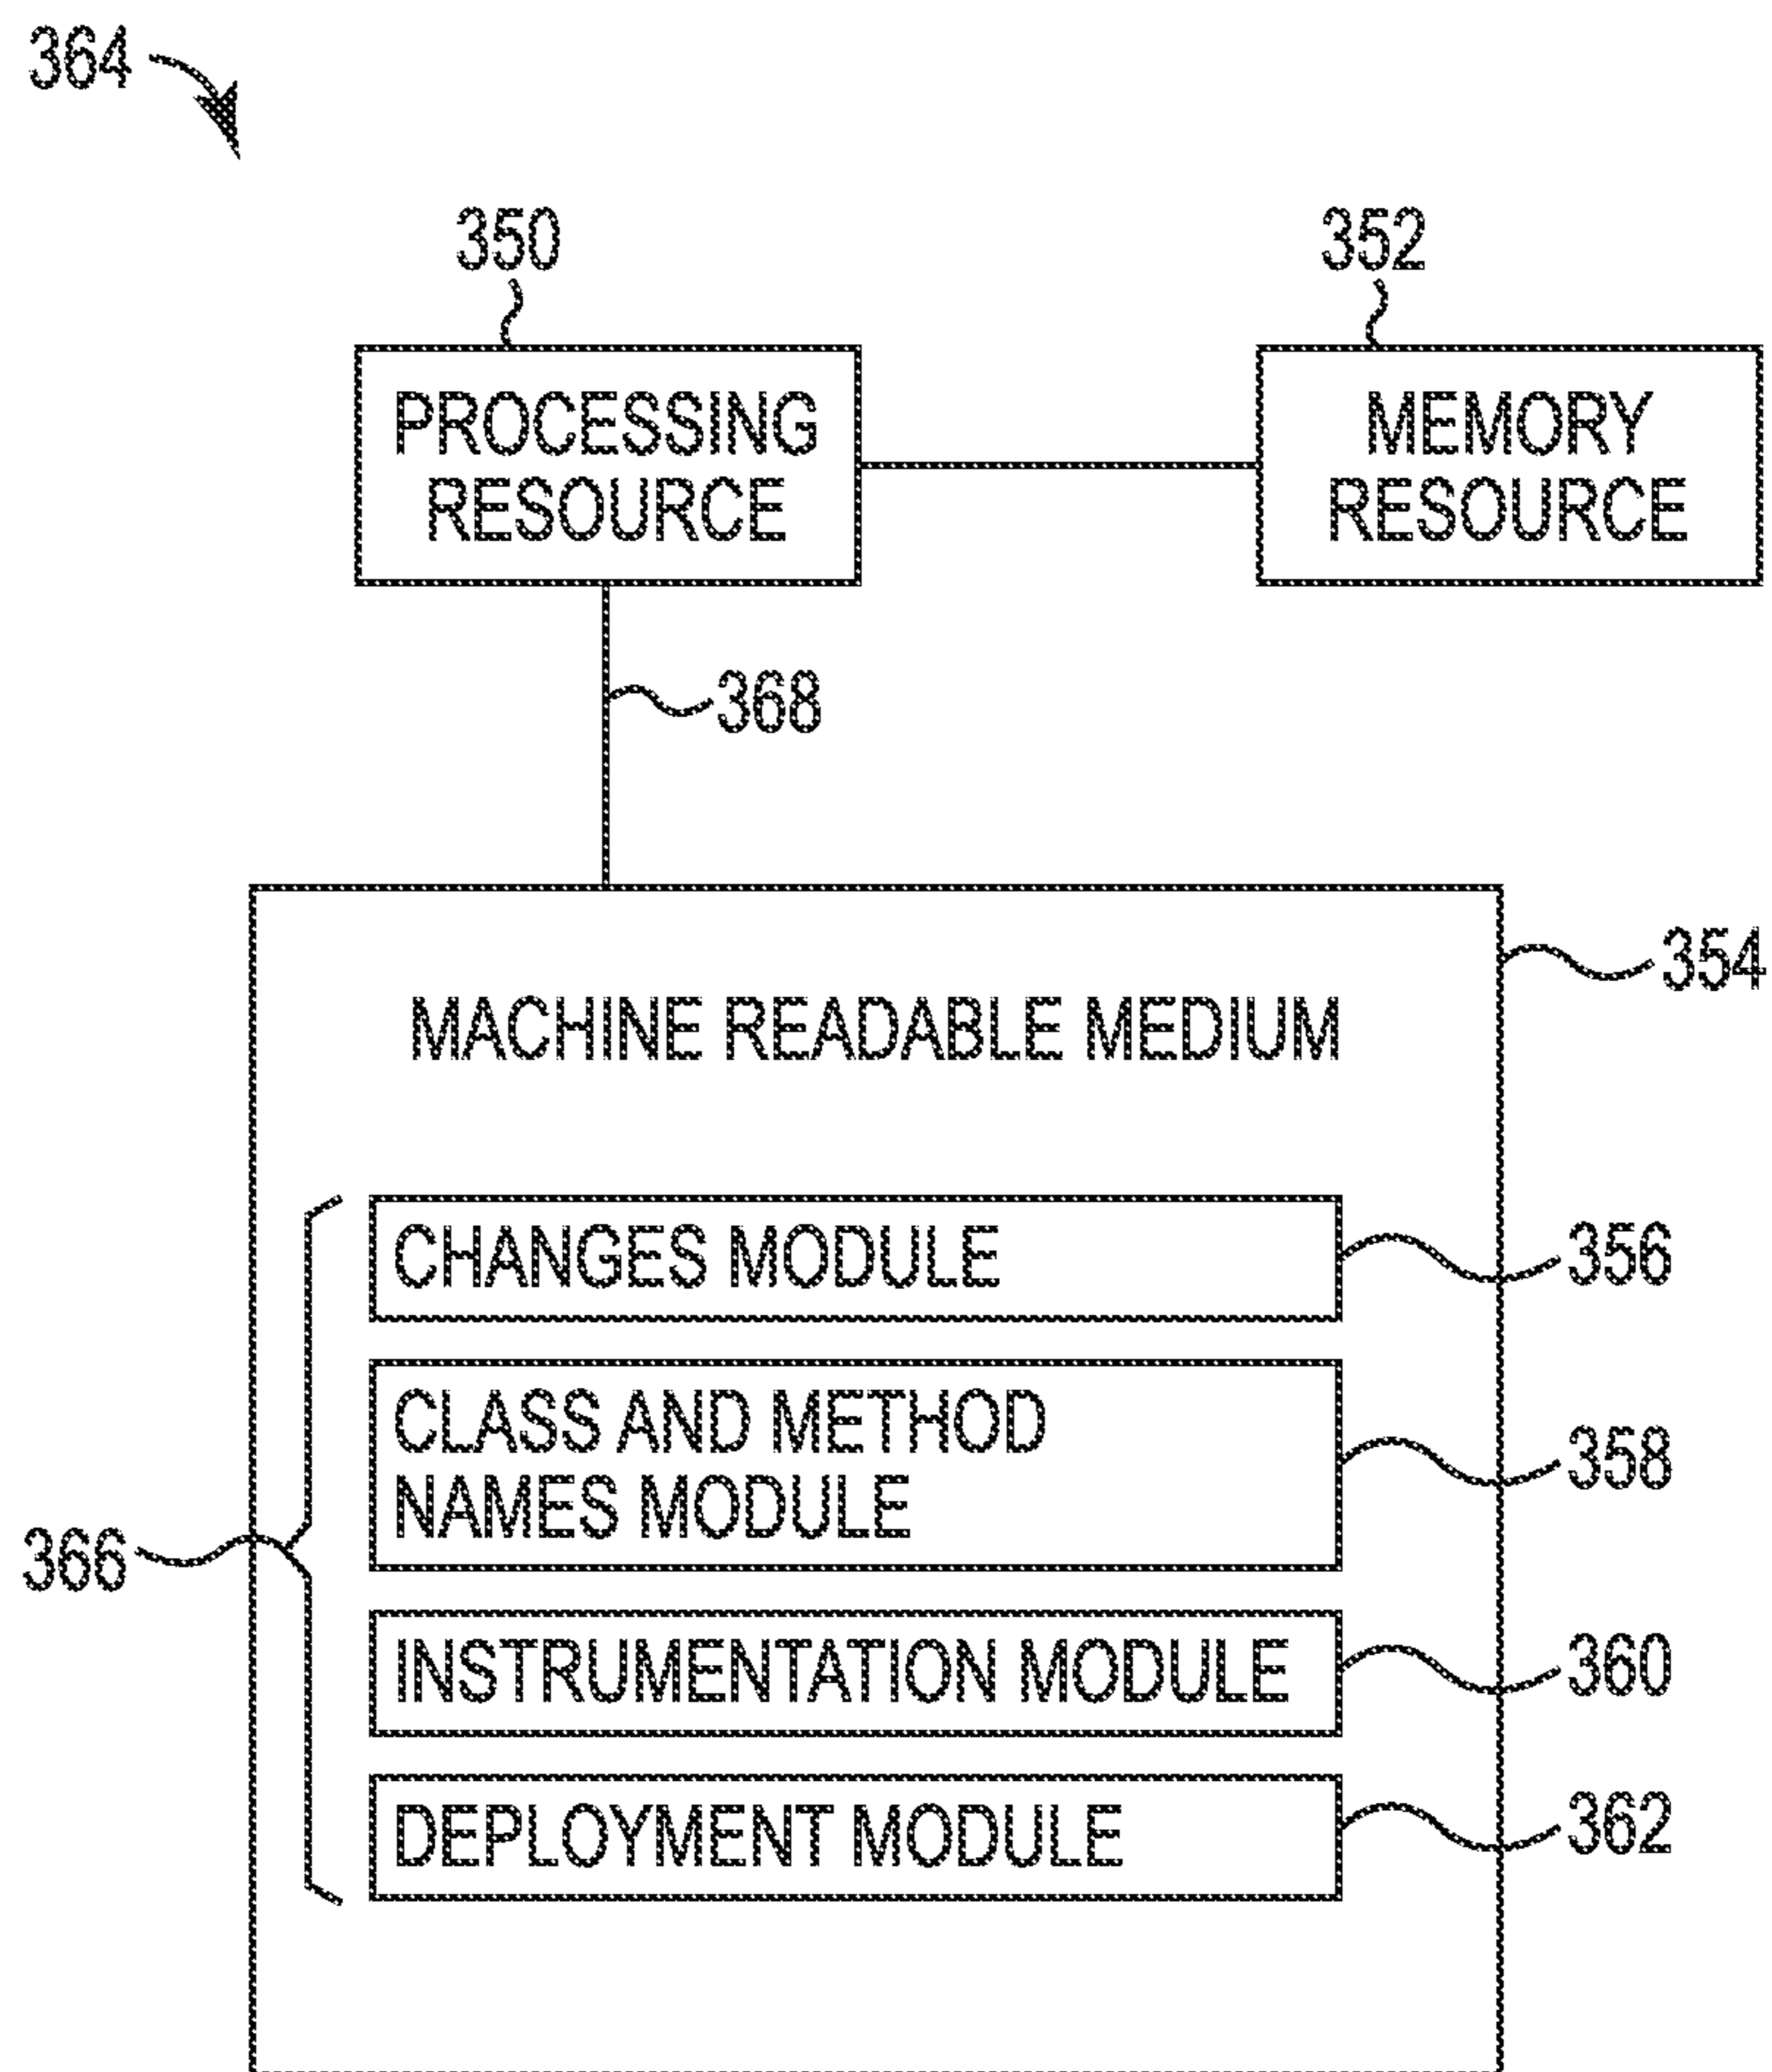 364
350
352
PROCESSING
RESOURCE
MEMORY
RESOURCE
368
354
MACHINE READABLE MEDIUM
CHANGES MODULE
356
CLASS AND METHOD
NAMES MODULE
358
366
INSTRUMENTATION MODULE
360
DEPLOYMENT MODULE
362